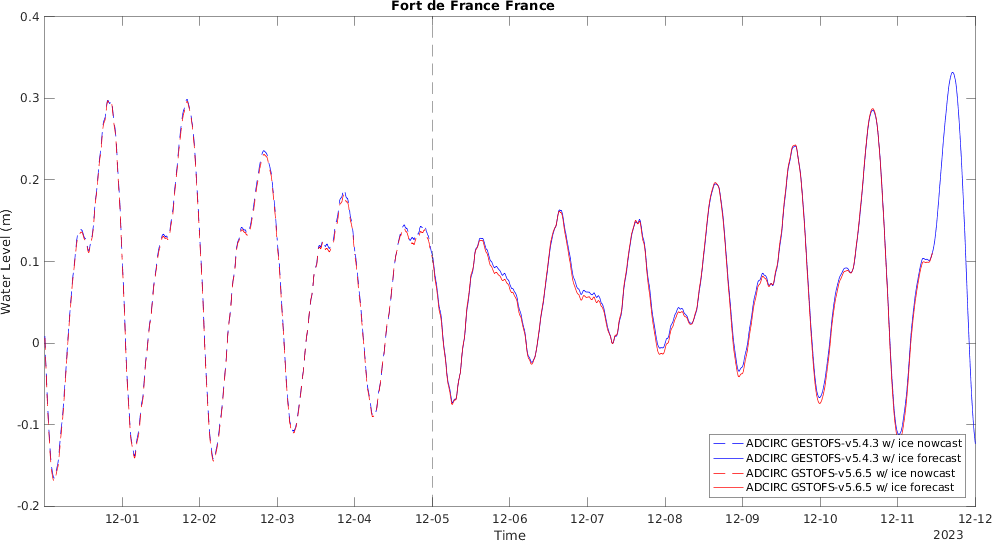 Fort de France France
0.4
0.3
0.2
0.1
0
-0.1
-0.2
Water Level (m)
12-01
12-02
12-03
12-04
12-05
12-06
12-07
12-08
12-09
12-10
12-11
12-12
Time
2023
ADCIRC GESTOFS-v5.4.3 w/ ice nowcast
ADCIRC GESTOFS-v5.4.3 w/ ice forecast
ADCIRC GSTOFS-v5.6.5 w/ ice nowcast
ADCIRC GSTOFS-v5.6.5 w/ ice forecast